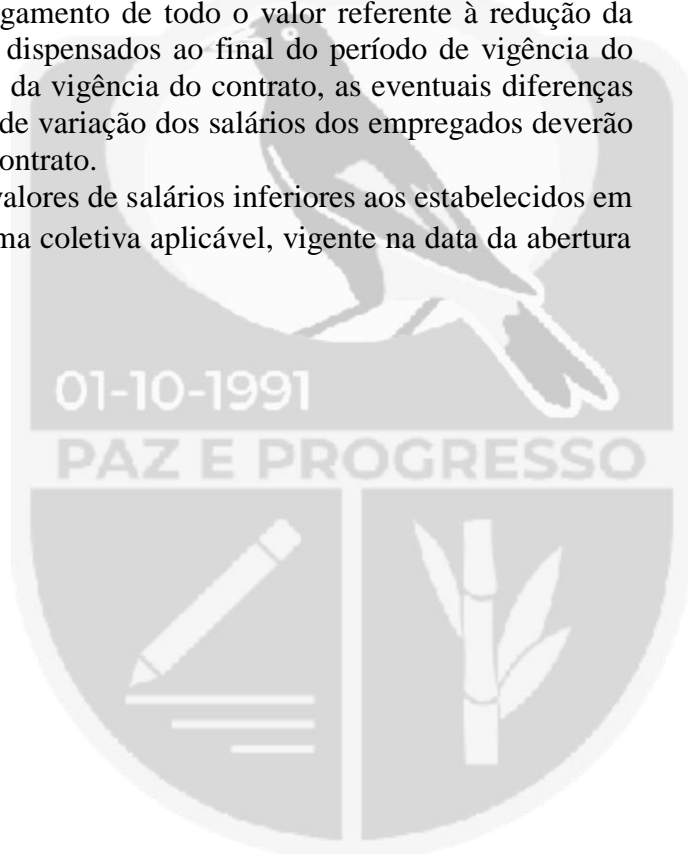 gamento de todo o valor referente à redução da
dispensados ao final do período de vigência do
da vigência do contrato, as eventuais diferenças
de variação dos salários dos empregados deverão
ontrato.
valores de salários inferiores aos estabelecidos em
ma coletiva aplicável, vigente na data da abertura
01-10-1991
PAZ E PROGRESSO